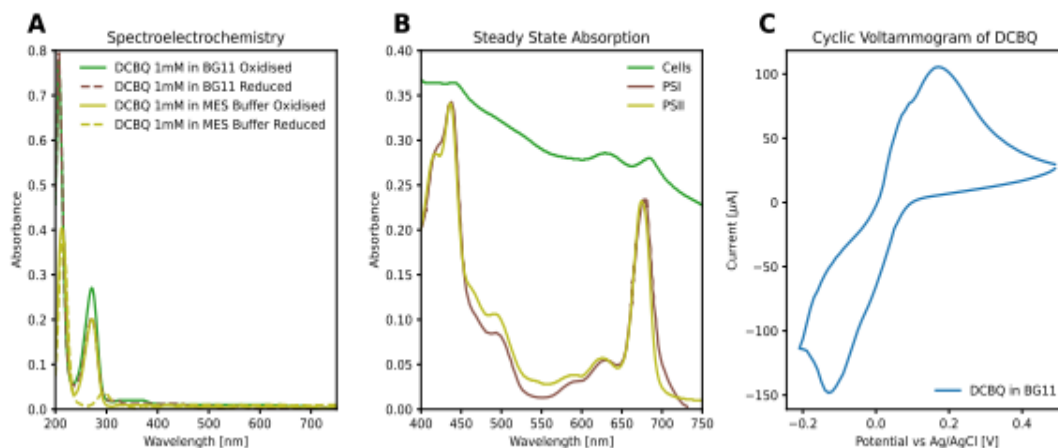 A
Spectroelectrochemistry
0.8
0.7
0.6
0.5
0.4
0.3
0.2
0.1
0.0
Absorbance
DCBQ 1mM in BG11 Oxidised
DCBQ 1mM in BG11 Reduced
DCBQ 1mM in MES Buffer Oxidised
DCBQ 1mM in MES Buffer Reduced
200 300 400 500 600 700
Wavelength [nm]
B
Steady State Absorption
0.40
0.35
0.30
0.25
0.20
0.15
0.10
0.05
0.00
Absorbance
Cells
PSI
PSII
400 450 500 550 600 650 700 750
Wavelength [nm]
C
Cyclic Voltammogram of DCBQ
100
50
0
−50
−100
−150
Current [µA]
DCBQ in BG11
−0.2 0.0 0.2 0.4
Potential vs Ag/AgCl [V]